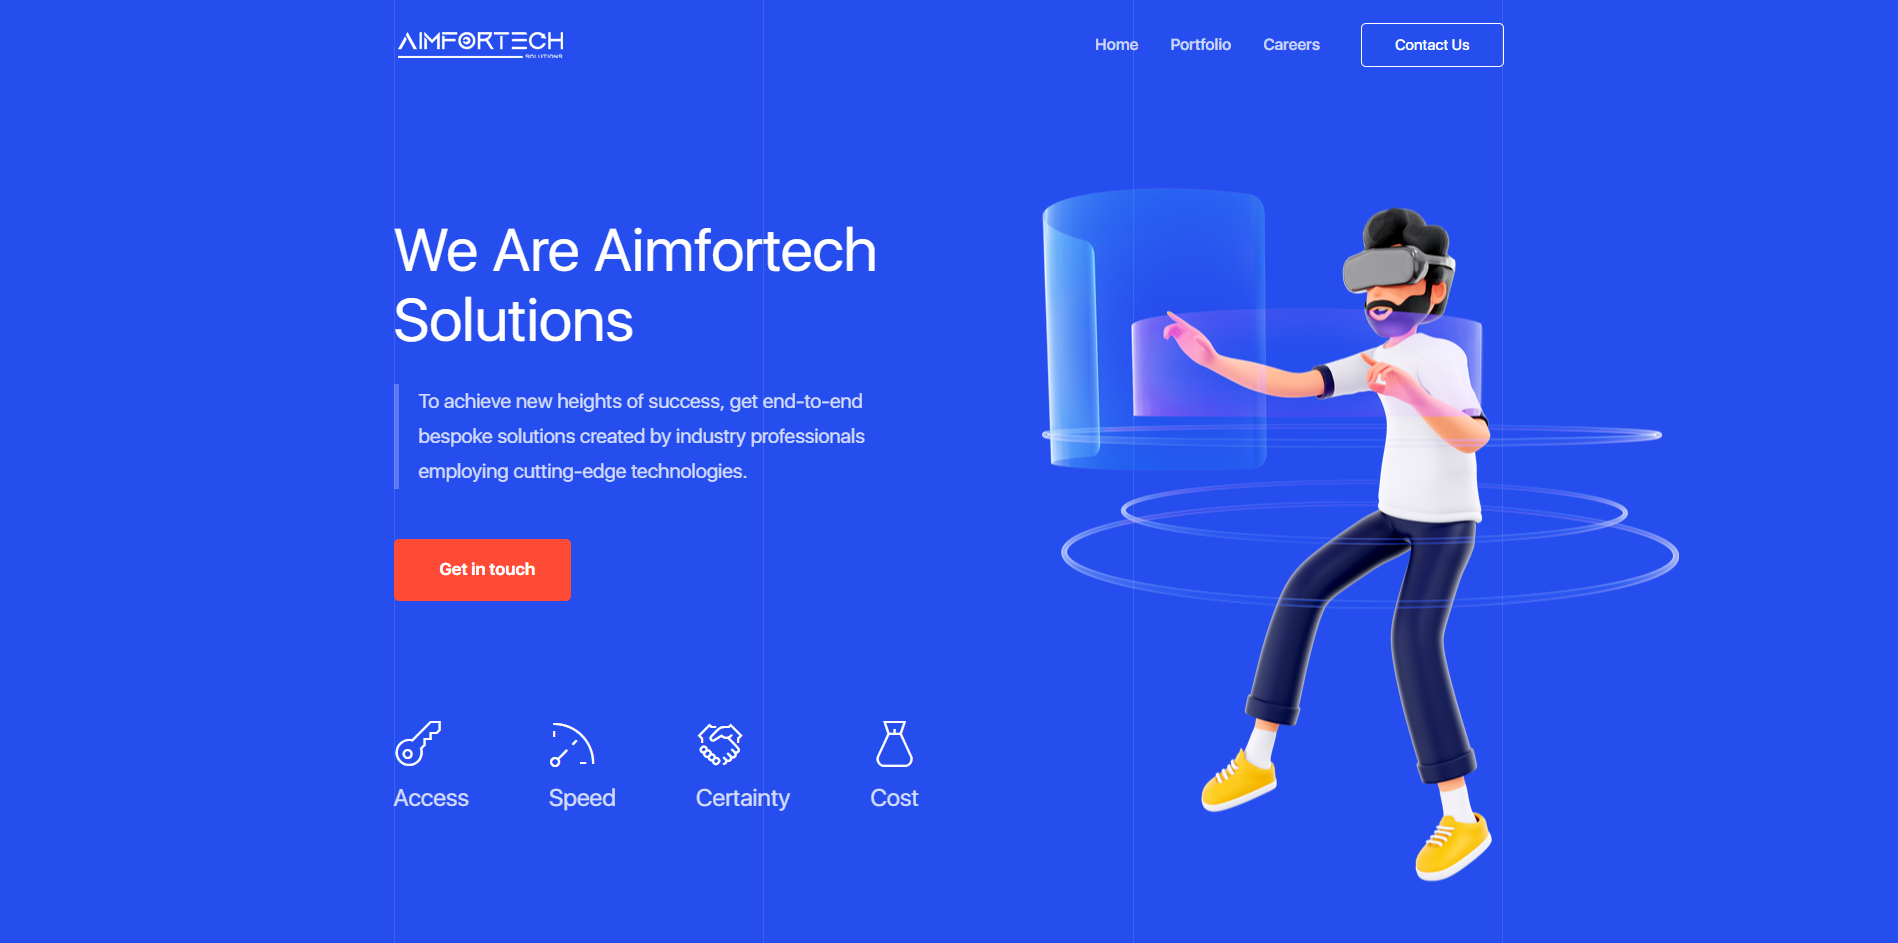 AIMFORTECH
SOLUTIONS
Home
Portfolio
Careers
Contact Us
We Are Aimfortech
Solutions
To achieve new heights of success, get end-to-end
bespoke solutions created by industry professionals
employing cutting-edge technologies.
Get in touch
Access
Speed
Certainty
Cost